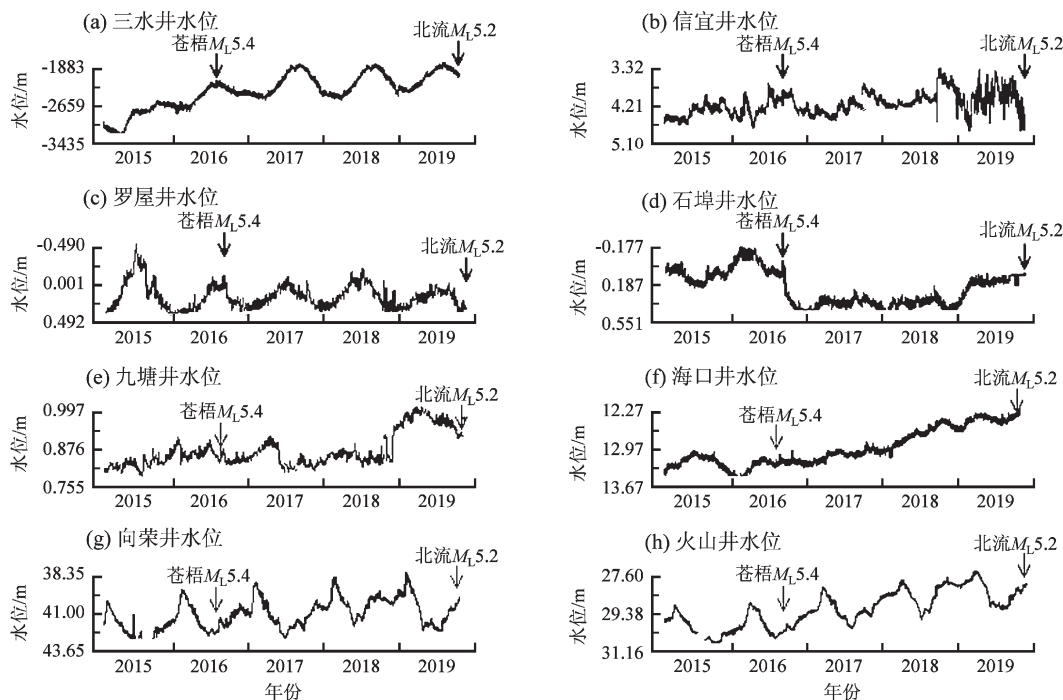 (a) 三水井水位
苍梧ML5.4
北流ML5.2
水位/m
-1883
-2659
-3435
2015 2016 2017 2018 2019
(b) 信宜井水位
苍梧ML5.4
北流ML5.2
水位/m
3.32
4.21
5.10
2015 2016 2017 2018 2019
(c) 罗屋井水位
苍梧ML5.4
北流ML5.2
水位/m
-0.490
0.001
0.492
2015 2016 2017 2018 2019
(d) 石埠井水位
苍梧ML5.4
北流ML5.2
水位/m
-0.177
0.187
0.551
2015 2016 2017 2018 2019
(e) 九塘井水位
苍梧ML5.4
北流ML5.2
水位/m
0.997
0.876
0.755
2015 2016 2017 2018 2019
(f) 海口井水位
苍梧ML5.4
北流ML5.2
水位/m
12.27
12.97
13.67
2015 2016 2017 2018 2019
(g) 向荣井水位
苍梧ML5.4
北流ML5.2
水位/m
38.35
41.00
43.65
2015 2016 2017 2018 2019
年份
(h) 火山井水位
苍梧ML5.4
北流ML5.2
水位/m
27.60
29.38
31.16
2015 2016 2017 2018 2019
年份